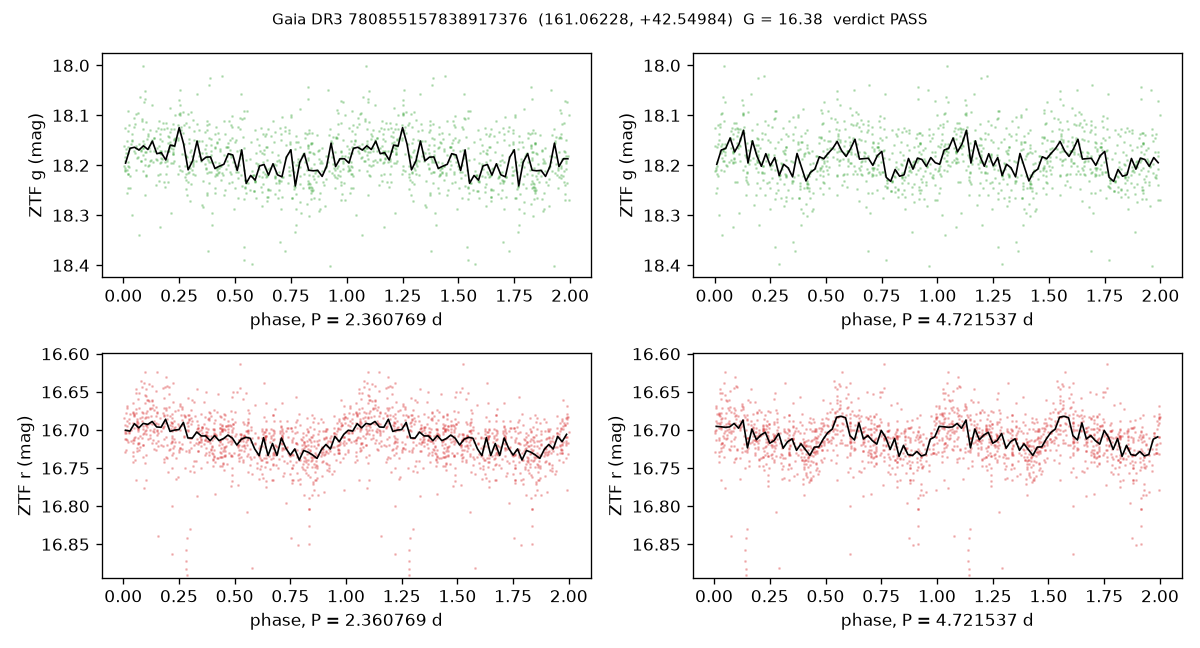 Gaia DR3 780855157838917376 (161.06228, +42.54984) G = 16.38 verdict PASS
ZTF g (mag)
18.0
18.1
18.2
18.3
18.4
0.00 0.25 0.50 0.75 1.00 1.25 1.50 1.75 2.00
phase, P = 2.360769 d
ZTF g (mag)
18.0
18.1
18.2
18.3
18.4
0.00 0.25 0.50 0.75 1.00 1.25 1.50 1.75 2.00
phase, P = 4.721537 d
ZTF r (mag)
16.60
16.65
16.70
16.75
16.80
16.85
0.00 0.25 0.50 0.75 1.00 1.25 1.50 1.75 2.00
phase, P = 2.360769 d
ZTF r (mag)
16.60
16.65
16.70
16.75
16.80
16.85
0.00 0.25 0.50 0.75 1.00 1.25 1.50 1.75 2.00
phase, P = 4.721537 d